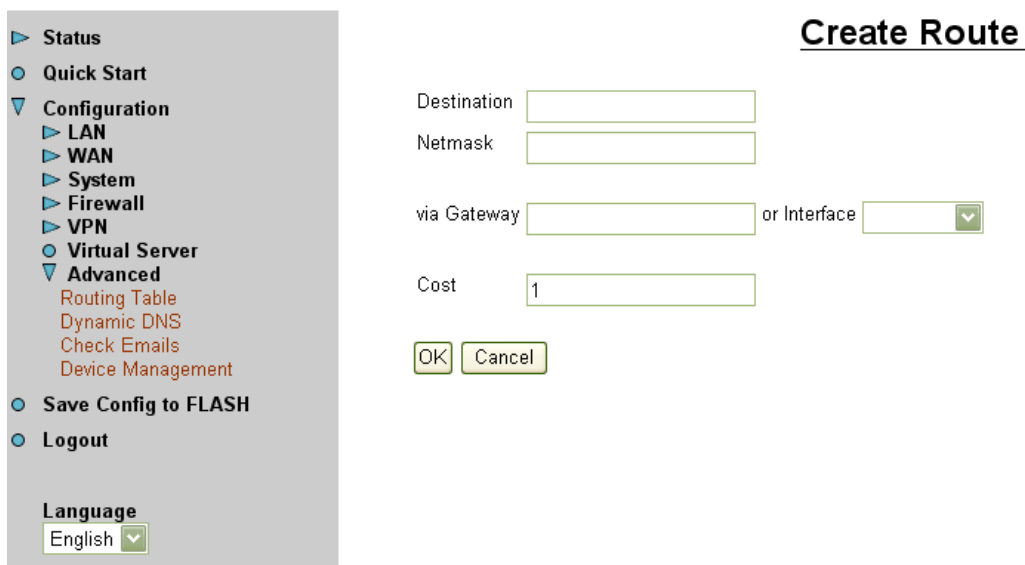 Status
Quick Start
Configuration
LAN
WAN
System
Firewall
VPN
Virtual Server
Advanced
Routing Table
Dynamic DNS
Check Emails
Device Management
Save Config to FLASH
Logout
Language
English
Create Route
Destination
Netmask
via Gateway or Interface
Cost 1
OK Cancel